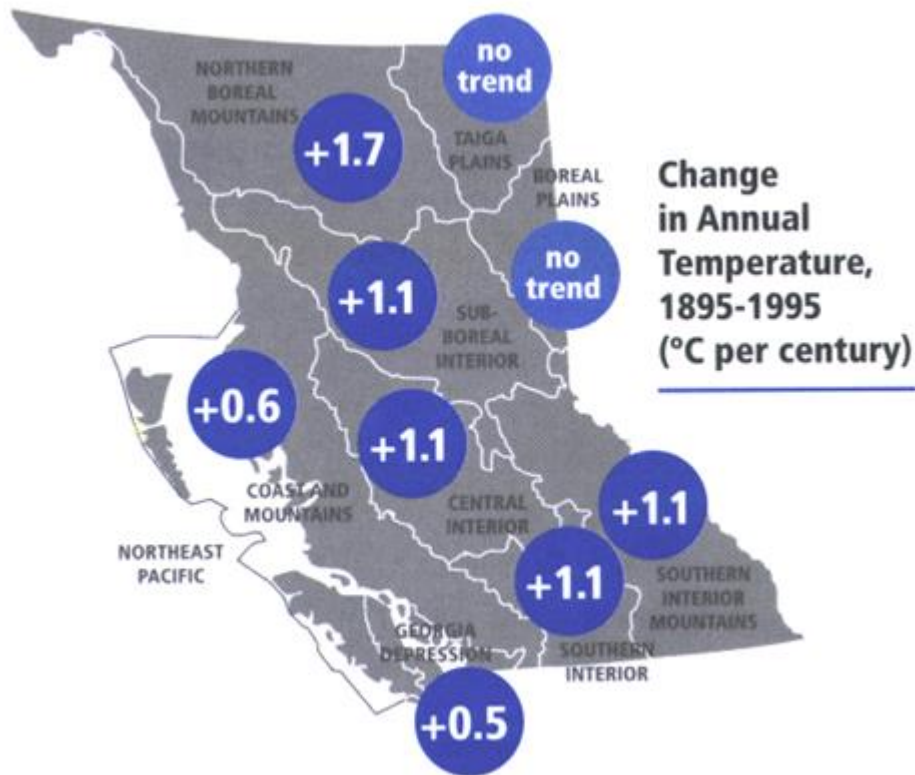 no
trend
NORTHERN
BOREAL
MOUNTAINS
+1.7
TAIGA
PLAINS
BOREAL
PLAINS
Change
in Annual
Temperature,
1895-1995
(°C per century)
no
trend
+1.1
SUB-
BOREAL
INTERIOR
+0.6
+1.1
COAST AND
MOUNTAINS
CENTRAL
INTERIOR
+1.1
NORTHEAST
PACIFIC
+1.1
SOUTHERN
INTERIOR
MOUNTAINS
GEORGIA
DEPRESSION
SOUTHERN
INTERIOR
+0.5